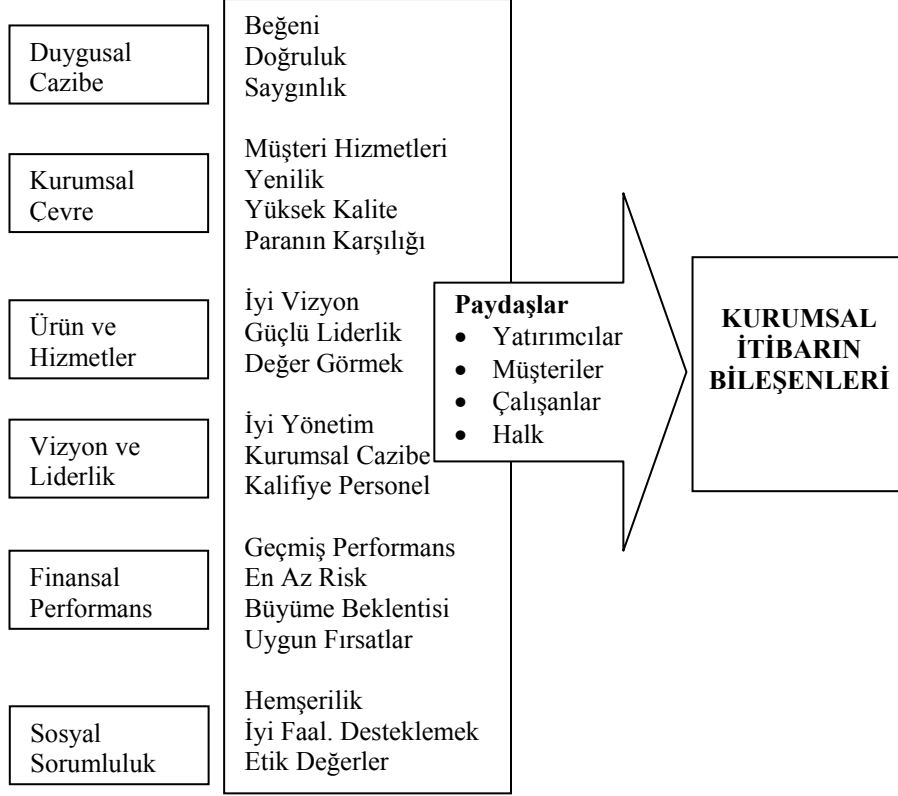 Duygusal
Cazibe
Beğeni
Doğruluk
Saygınlık
Kurumsal
Çevre
Müşteri Hizmetleri
Yenilik
Yüksek Kalite
Paranın Karşılığı
Ürün ve
Hizmetler
İyi Vizyon
Güçlü Liderlik
Değer Görmek
Vizyon ve
Liderlik
İyi Yönetim
Kurumsal Cazibe
Kalifiye Personel
Finansal
Performans
Geçmiş Performans
En Az Risk
Büyüme Beklentisi
Uygun Fırsatlar
Sosyal
Sorumluluk
Hemşerilik
İyi Faal. Desteklemek
Etik Değerler
Paydaşlar
• Yatırımcılar
• Müşteriler
• Çalışanlar
• Halk
KURUMSAL
İTİBARIN
BİLEŞENLERİ